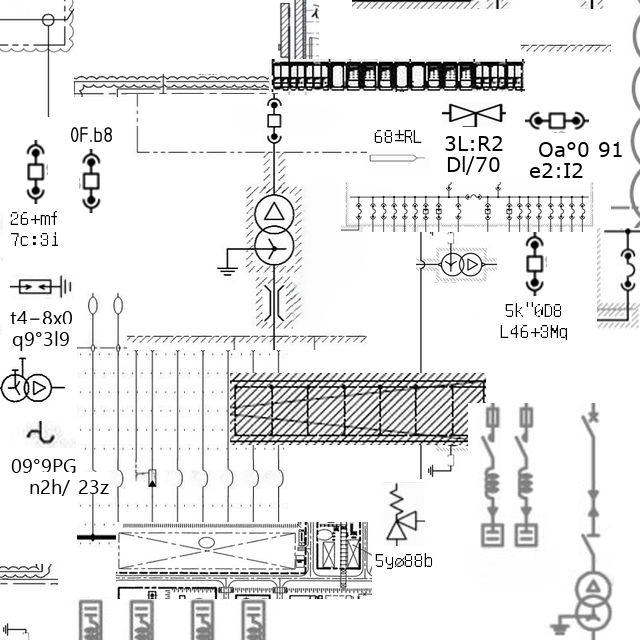 0F.b8
68±RL
3L:R2
Dl/70
Oa°0 91
e2:I2
26+mf
7c:3i
t4-8x0
q9°3l9
5k"0D8
L46+3Mq
09°9PG
n2h/ 23z
5yø88b